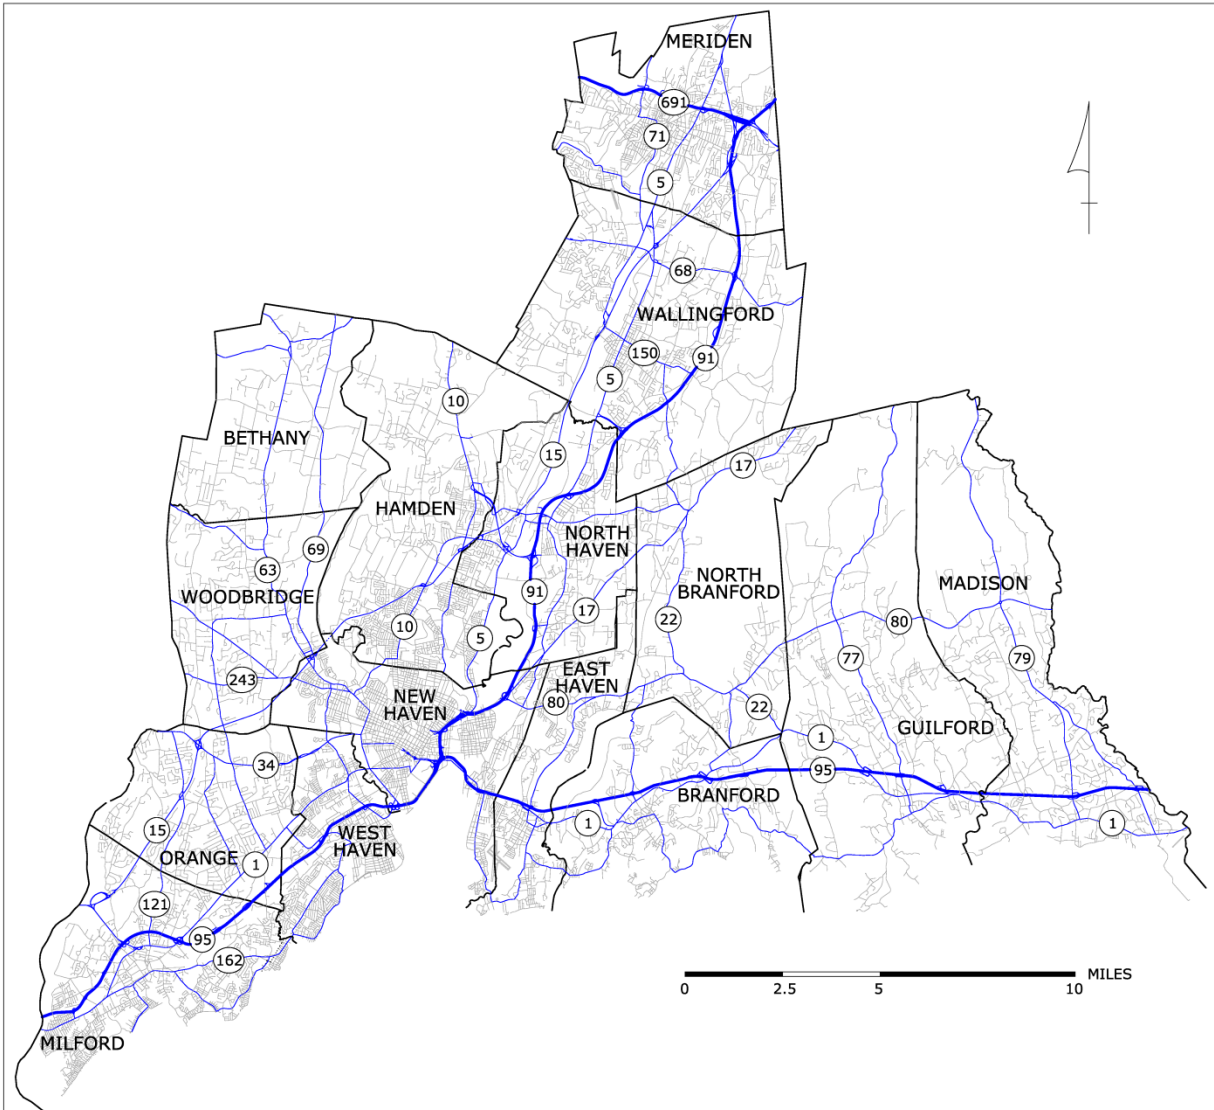 MERIDEN
691
71
5
68
WALLINGFORD
150
91
5
10
BETHANY
15
17
HAMDEN
NORTH
HAVEN
69
63
WOODBRIDGE
NORTH
BRANFORD
MADISON
91
17
22
80
10
5
77
79
243
EAST
HAVEN
NEW
HAVEN
80
22
GUILFORD
1
34
95
BRANFORD
15
ORANGE
1
WEST
HAVEN
1
1
121
95
162
MILES
0
2.5
5
10
MILFORD